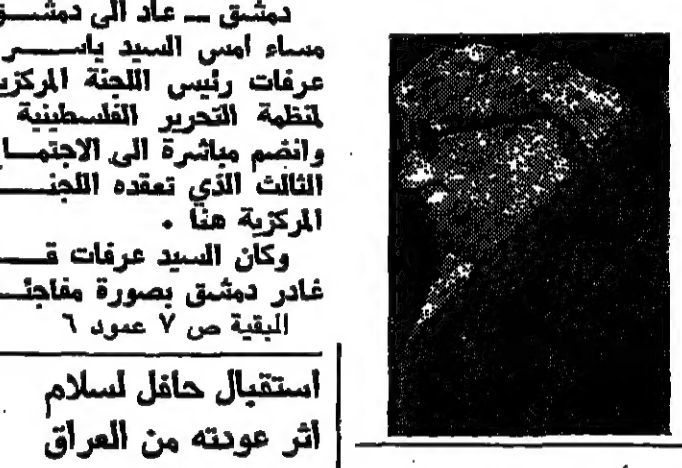 دمشق — عاد الى دمشق
مساء امس السيد ياسر
عرفات رئيس اللجنة المركزية
لمنظمة التحرير الفلسطينية
وانضم مباشرة الى الاجتماع
الثالث الذي تعقده اللجنة
المركزية هنا .
وكان السيد عرفات قد
غادر دمشق بصورة مفاجئة
البقية ص ٧ عمود ٦
استقبال حافل لسلام
اثر عودته من العراق